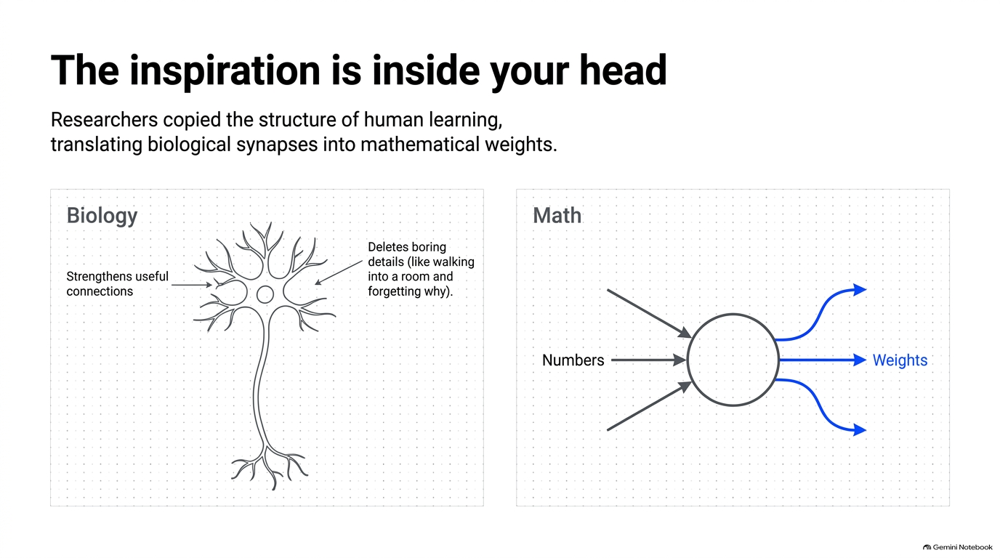 The inspiration is inside your head
Researchers copied the structure of human learning,
translating biological synapses into mathematical weights.
Biology
Strengthens useful
connections
Deletes boring
details (like walking
into a room and
forgetting why).
Math
Numbers
Weights
Gemini Notebook